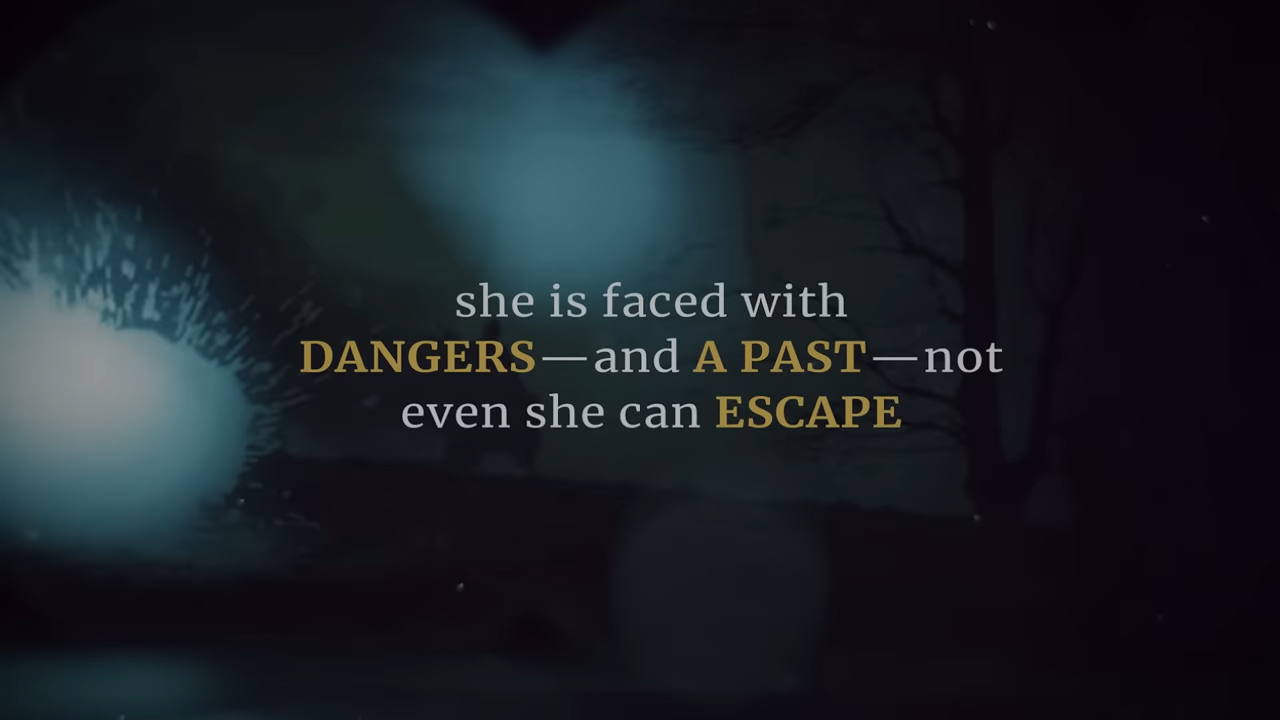 she is faced with
DANGERS—and A PAST—not
even she can ESCAPE